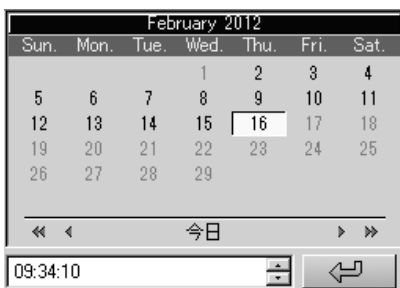 February 2012
Sun. Mon. Tue. Wed. Thu. Fri. Sat.
1 2 3 4
5 6 7 8 9 10 11
12 13 14 15 16 17 18
19 20 21 22 23 24 25
26 27 28 29
今日
09:34:10